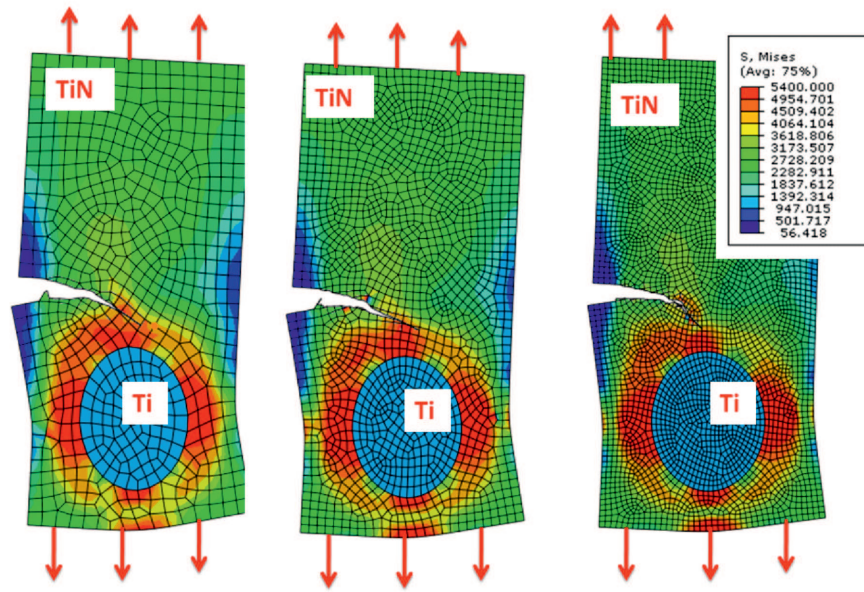 TiN
TiN
TiN
S, Mises
(Avg: 75%)
5400.000
4954.701
4509.402
4064.104
3618.806
3173.507
2728.209
2282.911
1837.612
1392.314
947.015
501.717
56.418
Ti
Ti
Ti